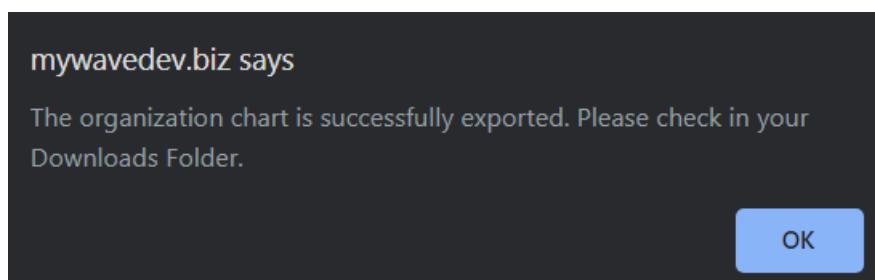 mywavedev.biz says
The organization chart is successfully exported. Please check in your
Downloads Folder.
OK